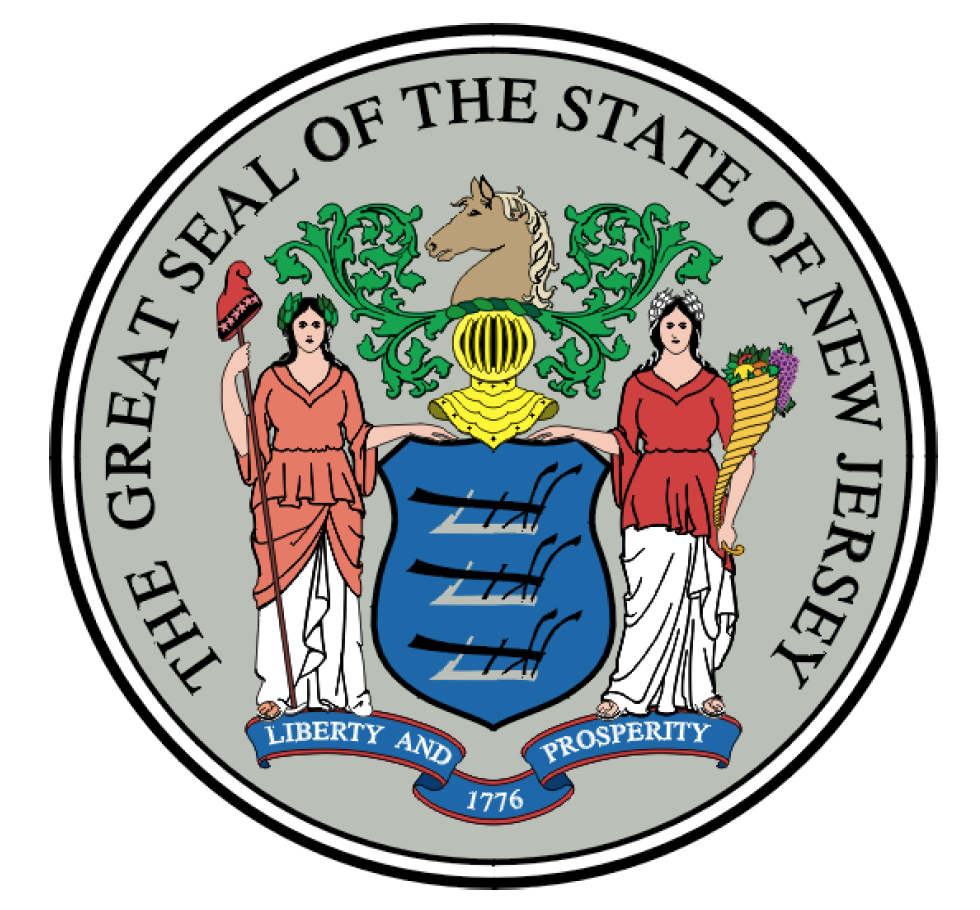 THE GREAT SEAL OF THE STATE OF NEW JERSEY
LIBERTY AND PROSPERITY
1776